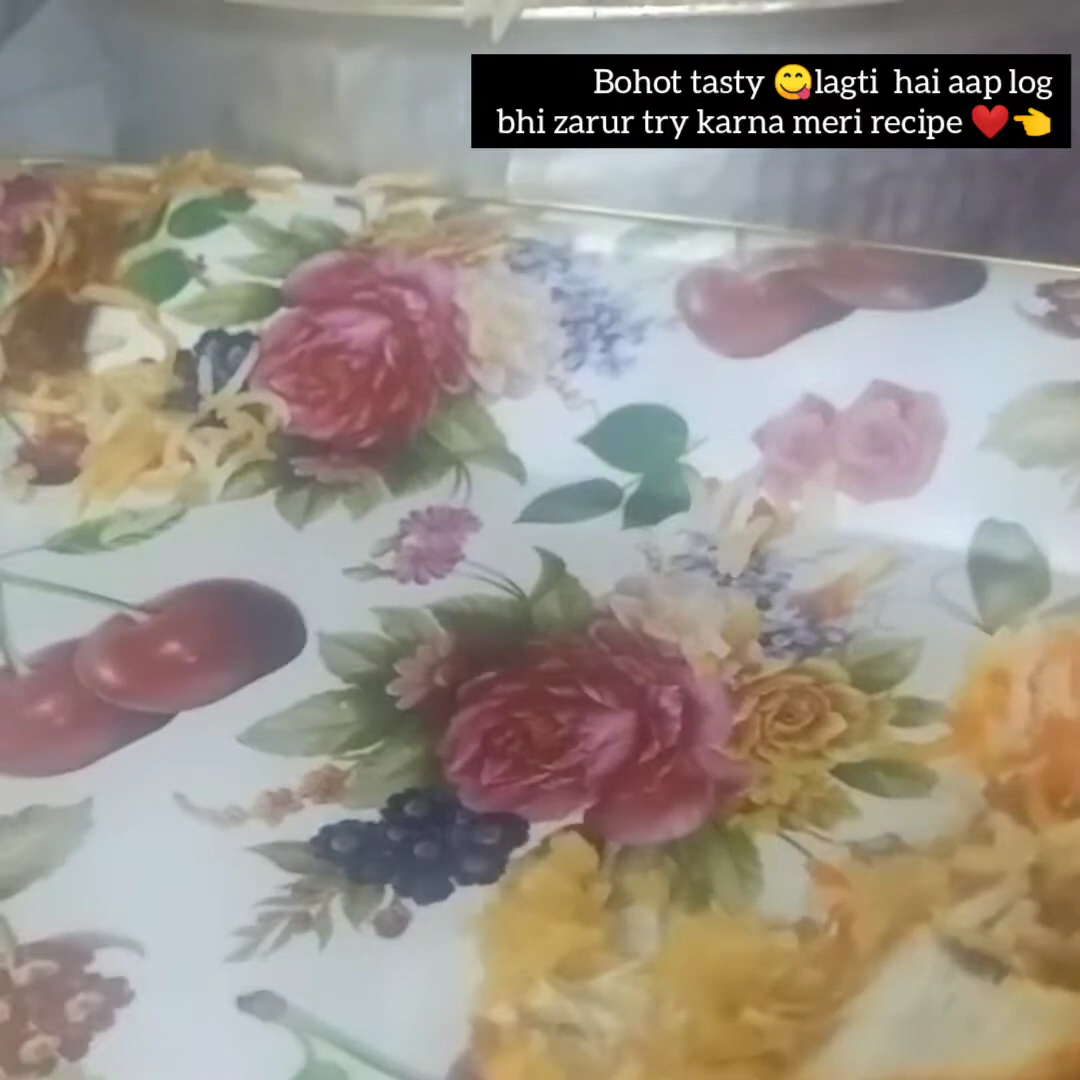 Bohot tasty 😋lagti hai aap log
bhi zarur try karna meri recipe ❤️👈